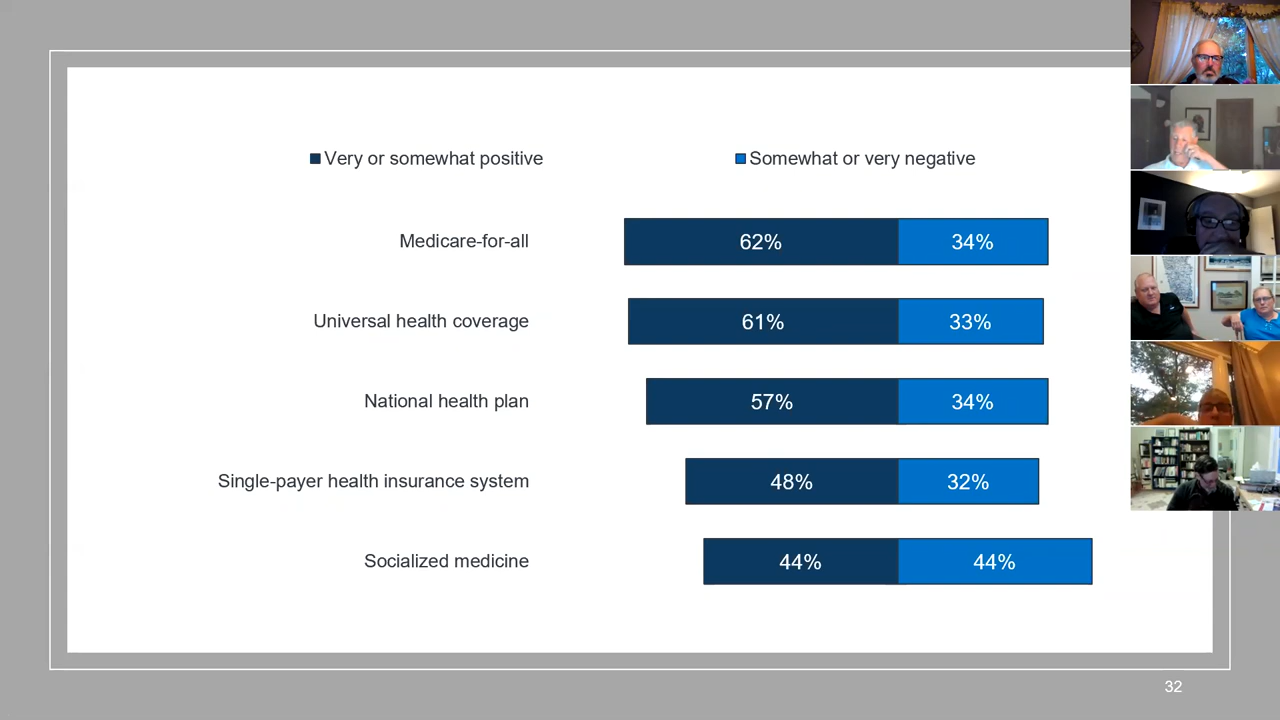 Very or somewhat positive
Somewhat or very negative
Medicare-for-all 62% 34%
Universal health coverage 61% 33%
National health plan 57% 34%
Single-payer health insurance system 48% 32%
Socialized medicine 44% 44%
32